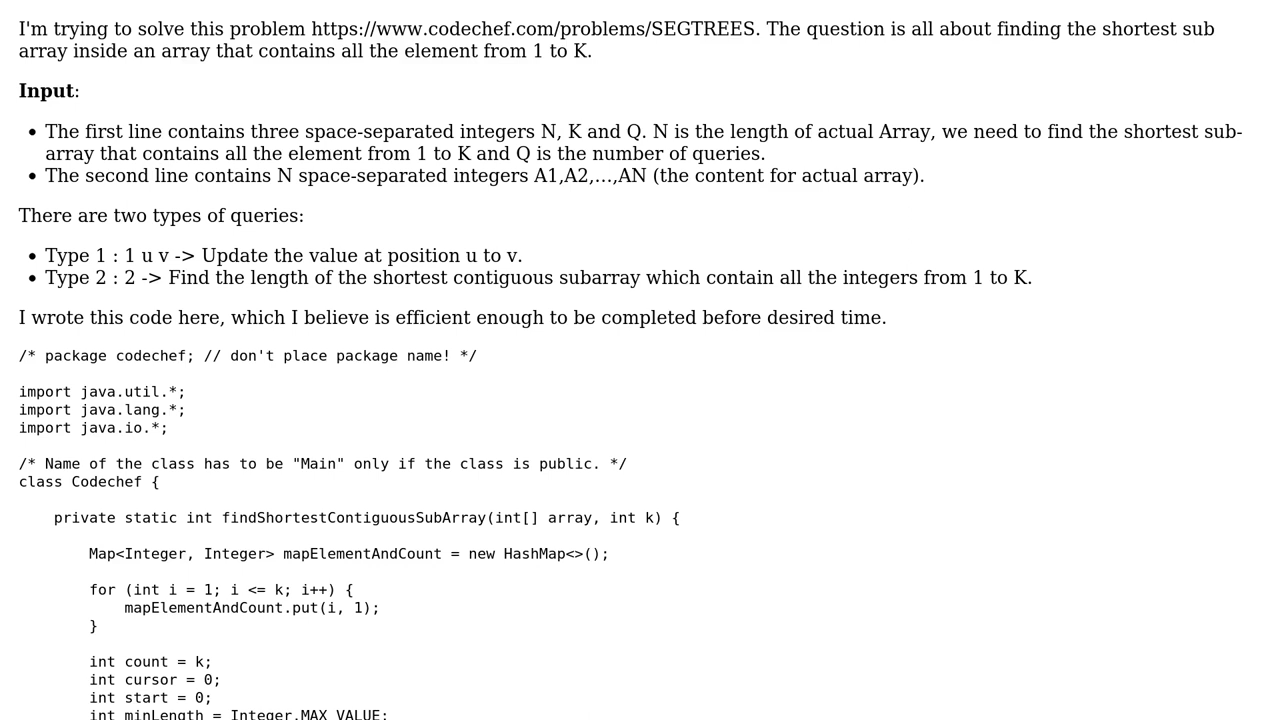 I'm trying to solve this problem https://www.codechef.com/problems/SEGTREES. The question is all about finding the shortest sub
array inside an array that contains all the element from 1 to K.
Input:
• The first line contains three space-separated integers N, K and Q. N is the length of actual Array, we need to find the shortest sub-
array that contains all the element from 1 to K and Q is the number of queries.
• The second line contains N space-separated integers A1,A2,...,AN (the content for actual array).
There are two types of queries:
• Type 1 : 1 u v -> Update the value at position u to v.
• Type 2 : 2 -> Find the length of the shortest contiguous subarray which contain all the integers from 1 to K.
I wrote this code here, which I believe is efficient enough to be completed before desired time.
/* package codechef; // don't place package name! */
import java.util.*;
import java.lang.*;
import java.io.*;
/* Name of the class has to be "Main" only if the class is public. */
class Codechef {
    private static int findShortestContiguousSubArray(int[] array, int k) {
        Map<Integer, Integer> mapElementAndCount = new HashMap<>();
        for (int i = 1; i <= k; i++) {
            mapElementAndCount.put(i, 1);
        }
        int count = k;
        int cursor = 0;
        int start = 0;
        int minLength = Integer.MAX_VALUE;